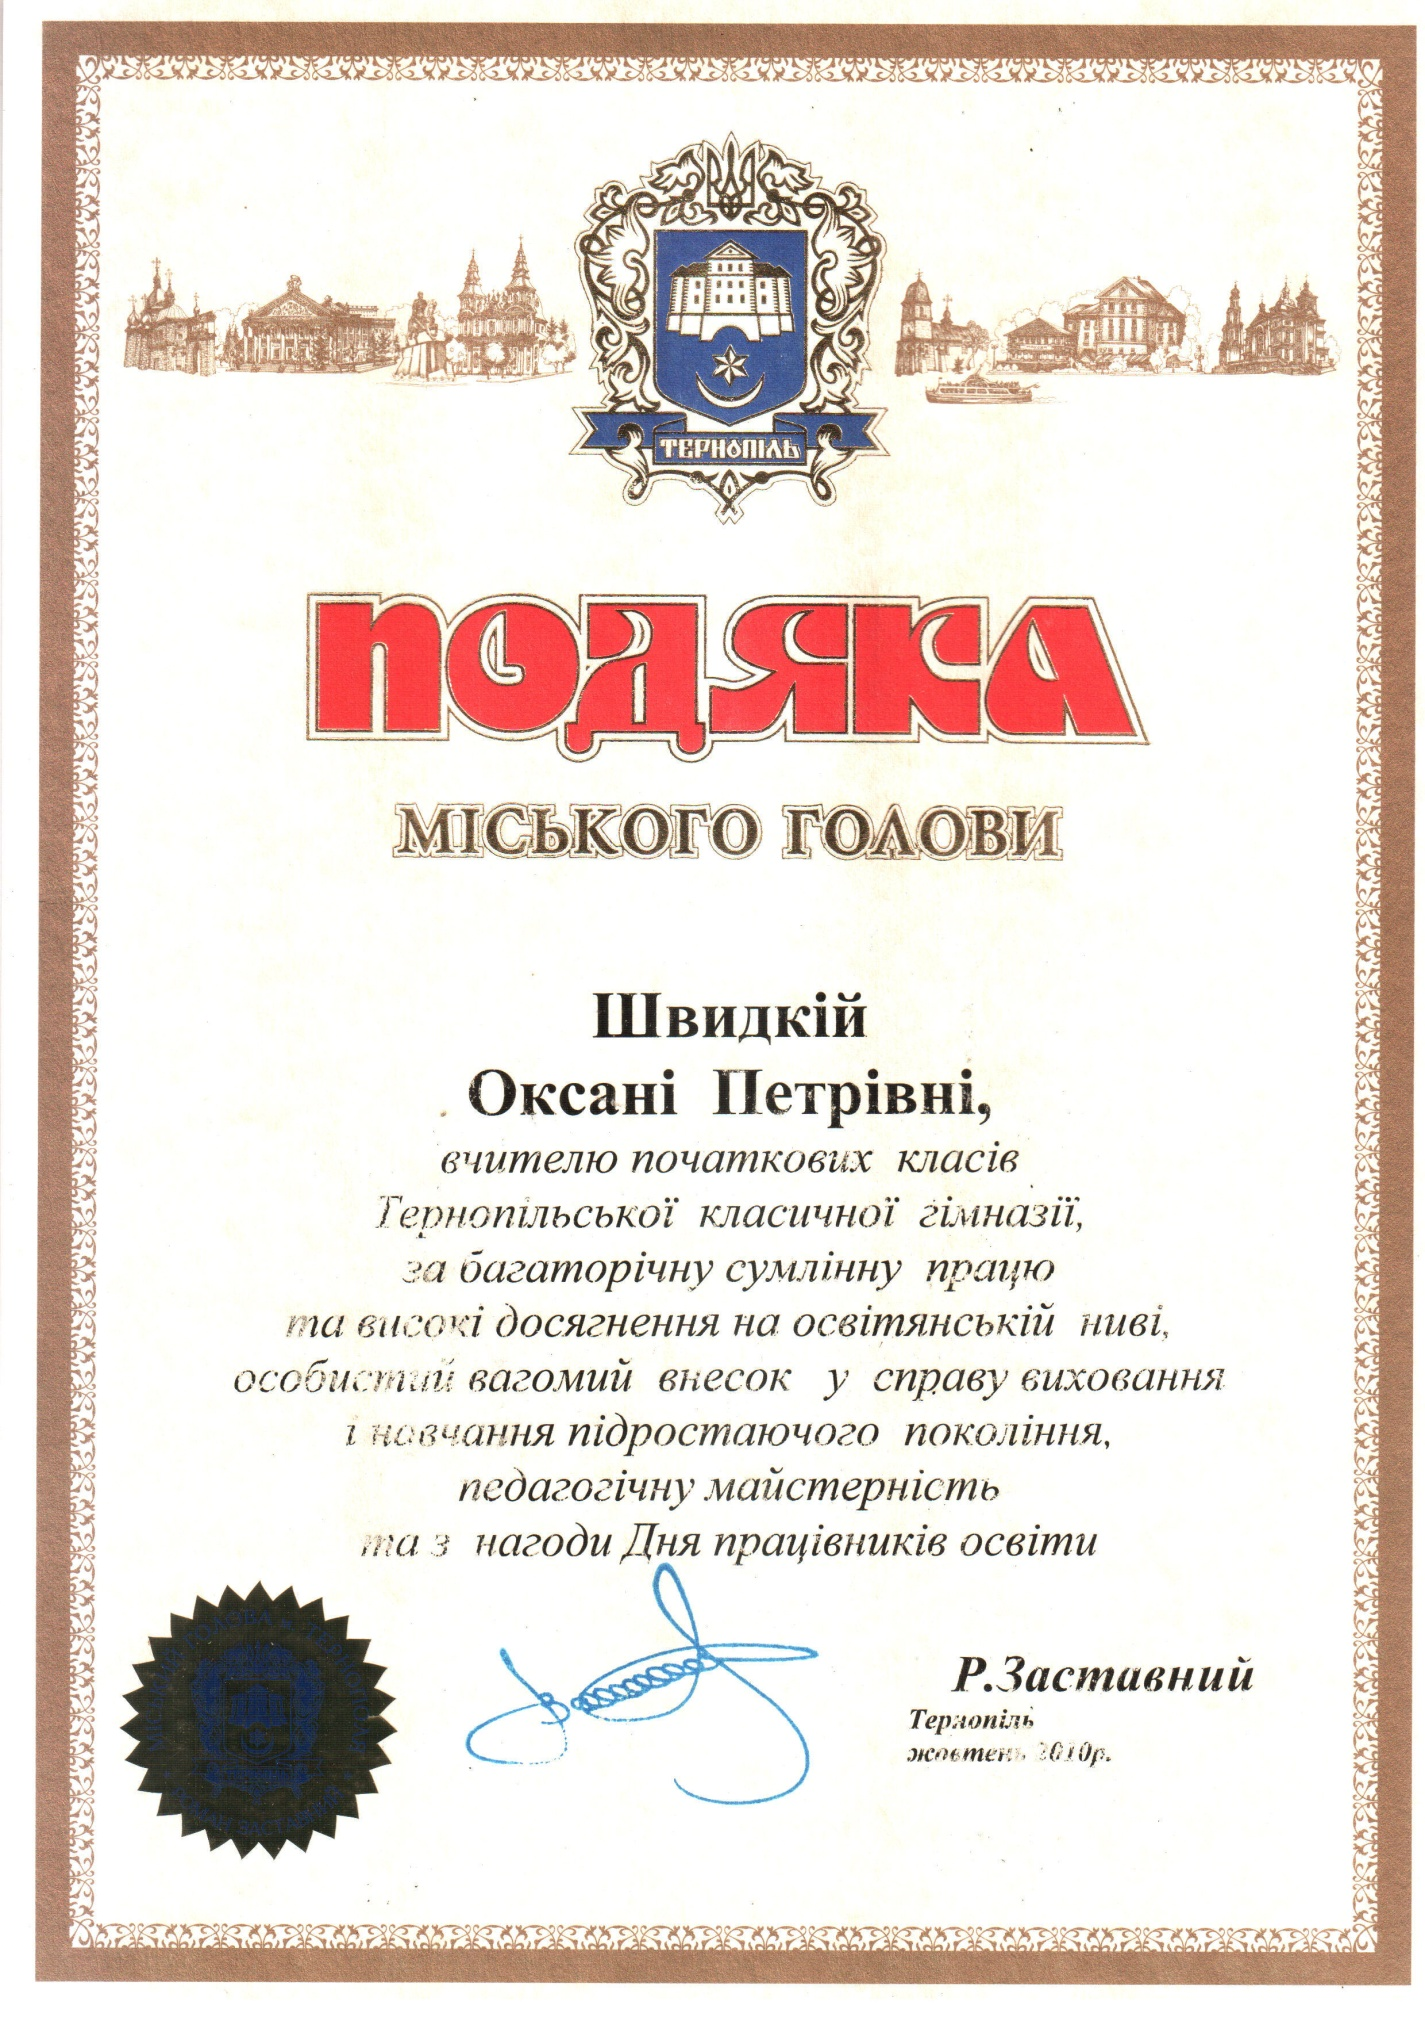 ТЕРНОПІЛЬ
ПОДЯКА
МІСЬКОГО ГОЛОВИ
Швидкій
Оксані Петрівні,
вчителю початкових класів
Тернопільської класичної гімназії,
за багаторічну сумлінну працю
та високі досягнення на освітянській ниві,
особистий вагомий внесок у справу виховання
і навчання підростаючого покоління,
педагогічну майстерність
та з нагоди Дня працівників освіти
Р.Заставний
Тернопіль
жовтень 2010р.